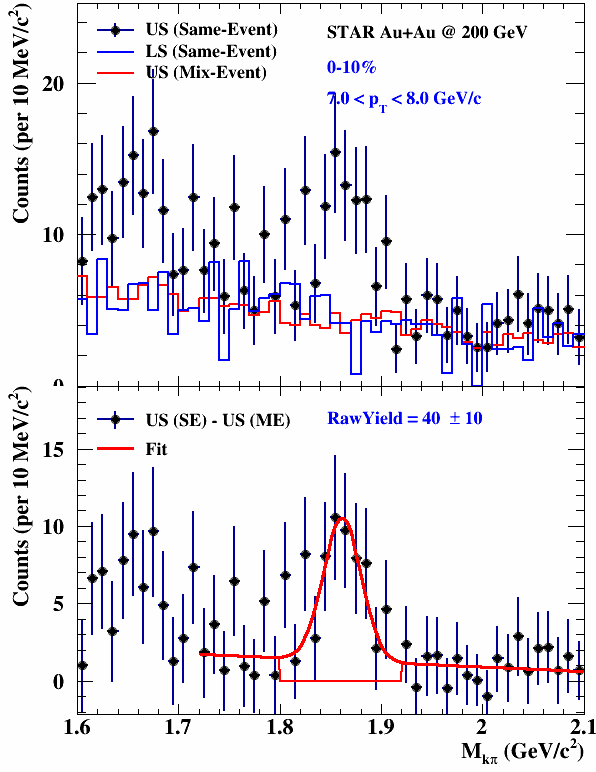 US (Same-Event)
LS (Same-Event)
US (Mix-Event)
STAR Au+Au @ 200 GeV
0-10%
7.0 < pT < 8.0 GeV/c
Counts (per 10 MeV/c²)
20
10
0
US (SE) - US (ME)
Fit
RawYield = 40 ± 10
Counts (per 10 MeV/c²)
15
10
5
0
1.6 1.7 1.8 1.9 2 2.1
Mkπ (GeV/c²)